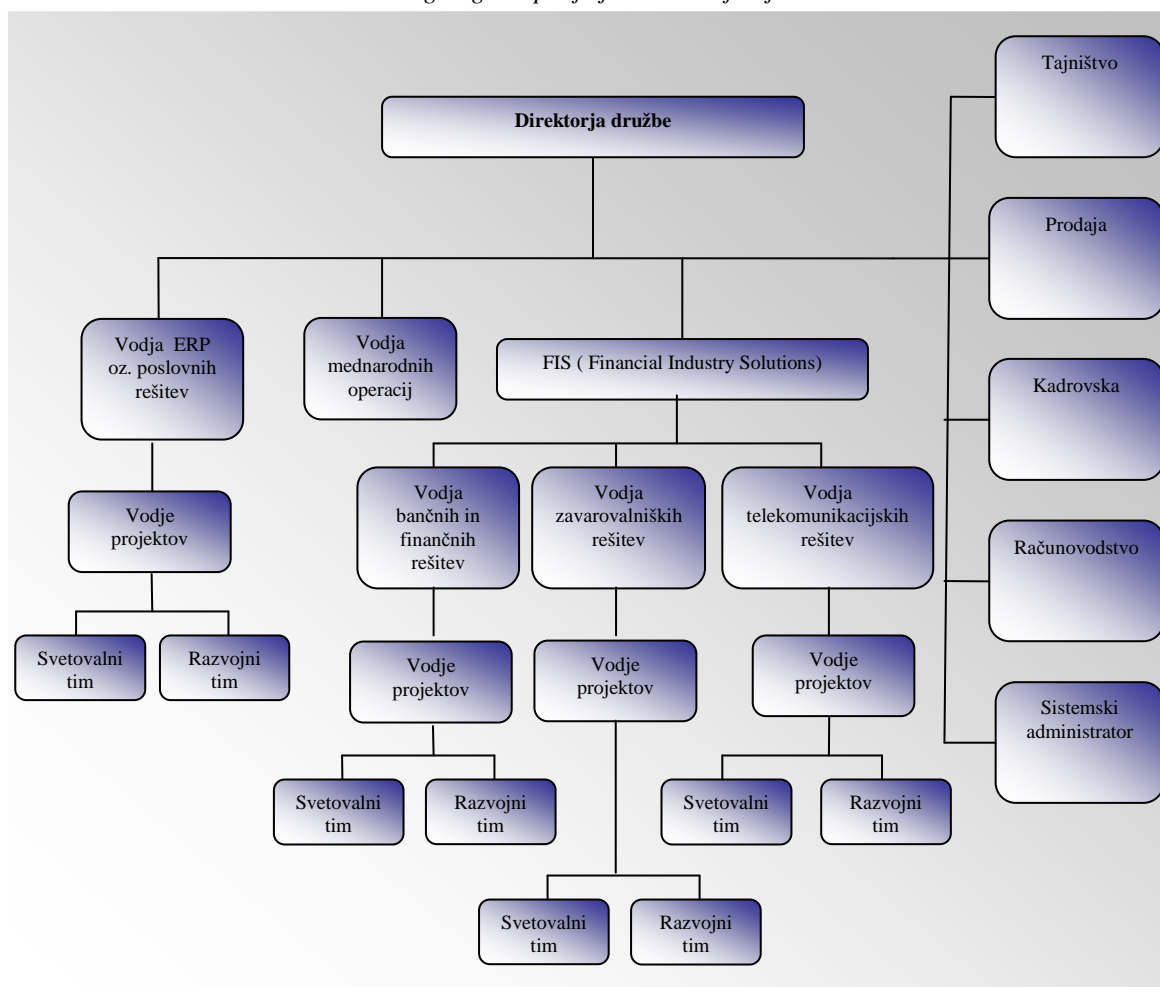 Tajništvo
Direktorja družbe
Prodaja
Vodja ERP
oz. poslovnih
rešitev
Vodja
mednarodnih
operacij
FIS ( Financial Industry Solutions)
Kadrovska
Vodja
bančnih in
finančnih
rešitev
Vodja
zavarovalniških
rešitev
Vodja
telekomunikacijskih
rešitev
Vodje
projektov
Računovodstvo
Svetovalni
tim
Razvojni
tim
Vodje
projektov
Vodje
projektov
Vodje
projektov
Sistemski
administrator
Svetovalni
tim
Razvojni
tim
Svetovalni
tim
Razvojni
tim
Svetovalni
tim
Razvojni
tim